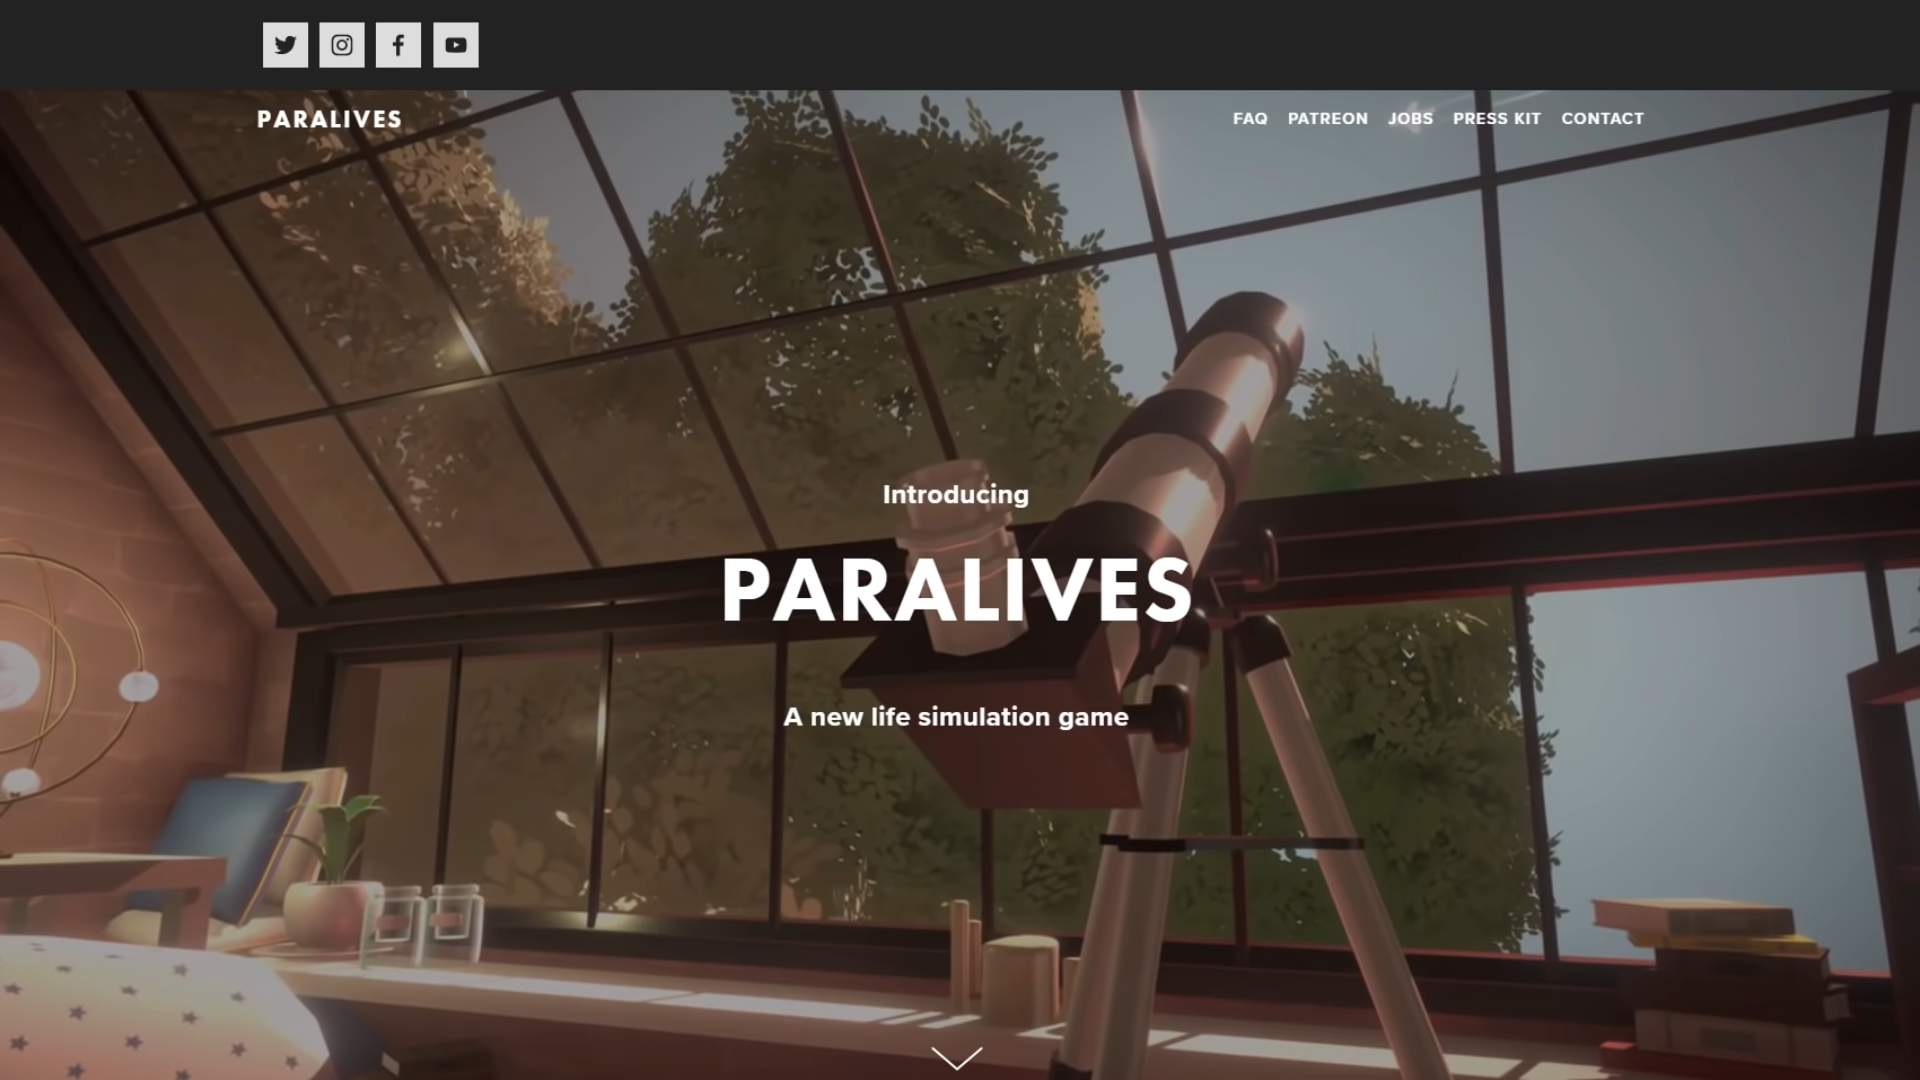 PARALIVES
FAQ PATREON JOBS PRESS KIT CONTACT
Introducing
PARALIVES
A new life simulation game